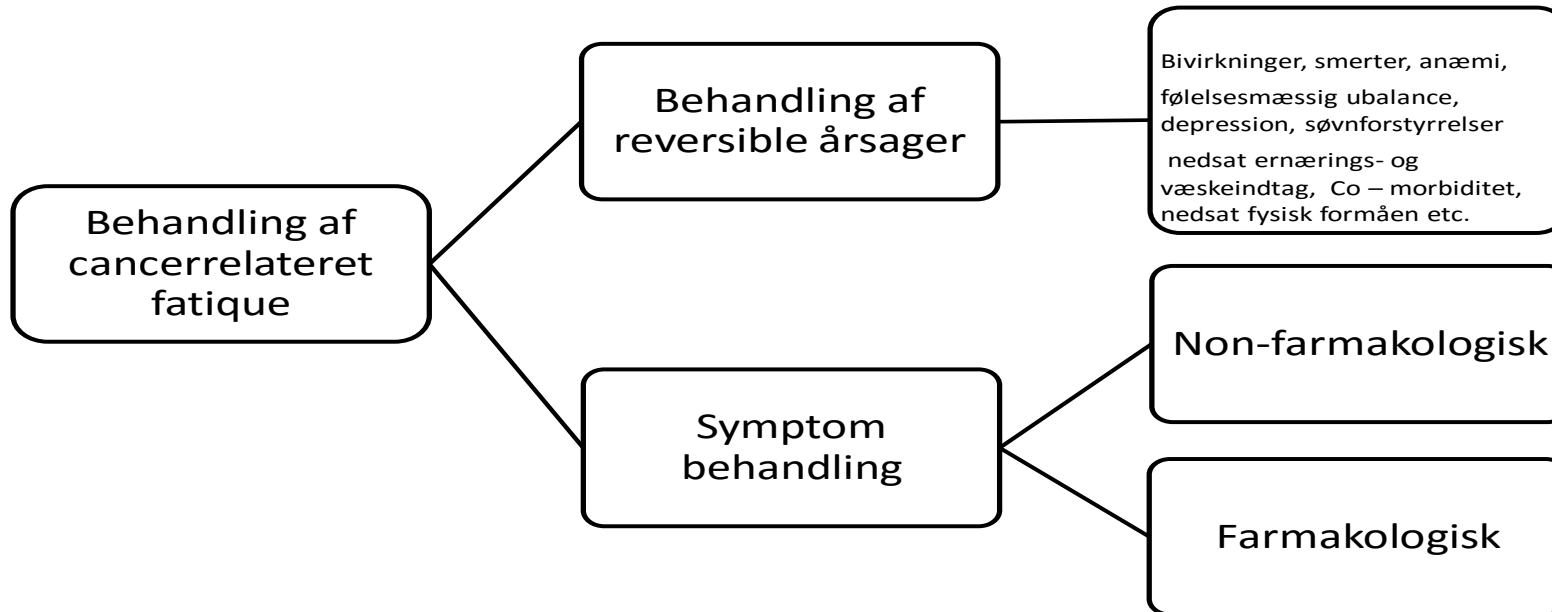 Behandling af
cancerrelateret
fatique
Behandling af
reversible årsager
Bivirkninger, smerter, anæmi,
følelsesmæssig ubalance,
depression, søvnforstyrrelser
nedsat ernærings- og
væskeindtag, Co – morbiditet,
nedsat fysisk formåen etc.
Symptom
behandling
Non-farmakologisk
Farmakologisk